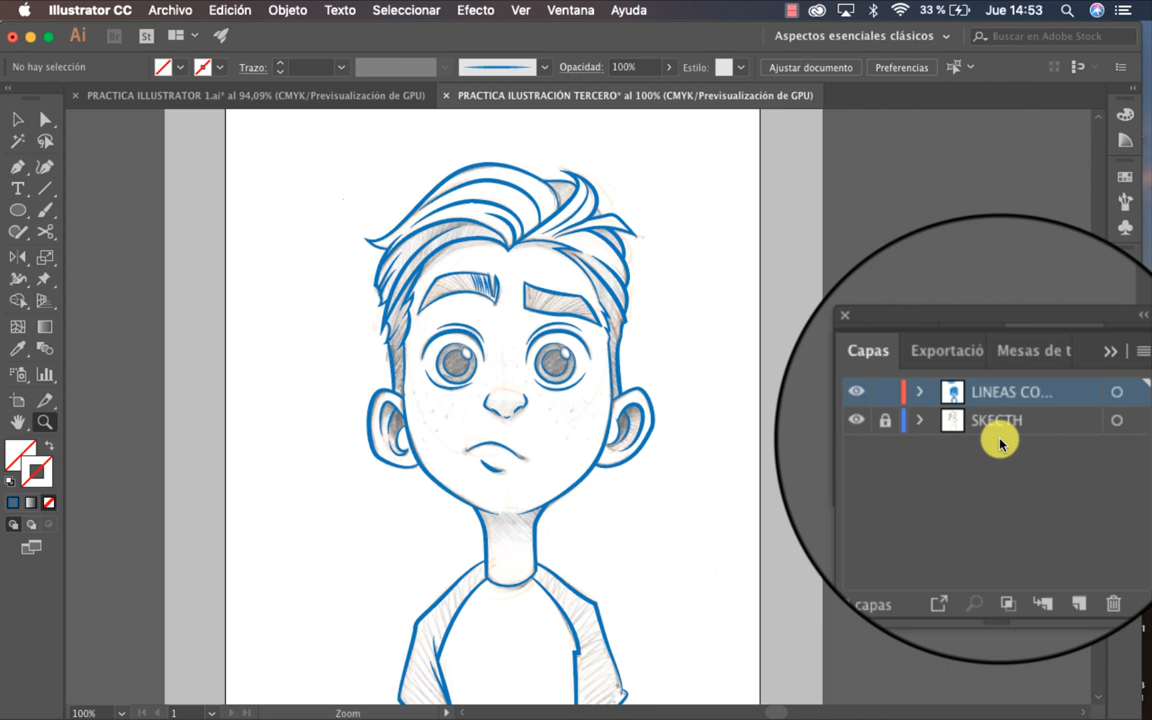 Illustrator CC Archivo Edición Objeto Texto Seleccionar Efecto Ver Ventana Ayuda 33 % Jue 14:53
Ai Br St Aspectos esenciales clásicos Buscar en Adobe Stock
No hay selección Trazo: Opacidad: 100% Estilo: Ajustar documento Preferencias
PRACTICA ILLUSTRATOR 1.ai* al 94,09% (CMYK/Previsualización de GPU) PRACTICA ILUSTRACIÓN TERCERO* al 100% (CMYK/Previsualización de GPU)
Capas Exportació Mesas de t
LINEAS CO...
SKECTH
capas
100% 1 Zoom